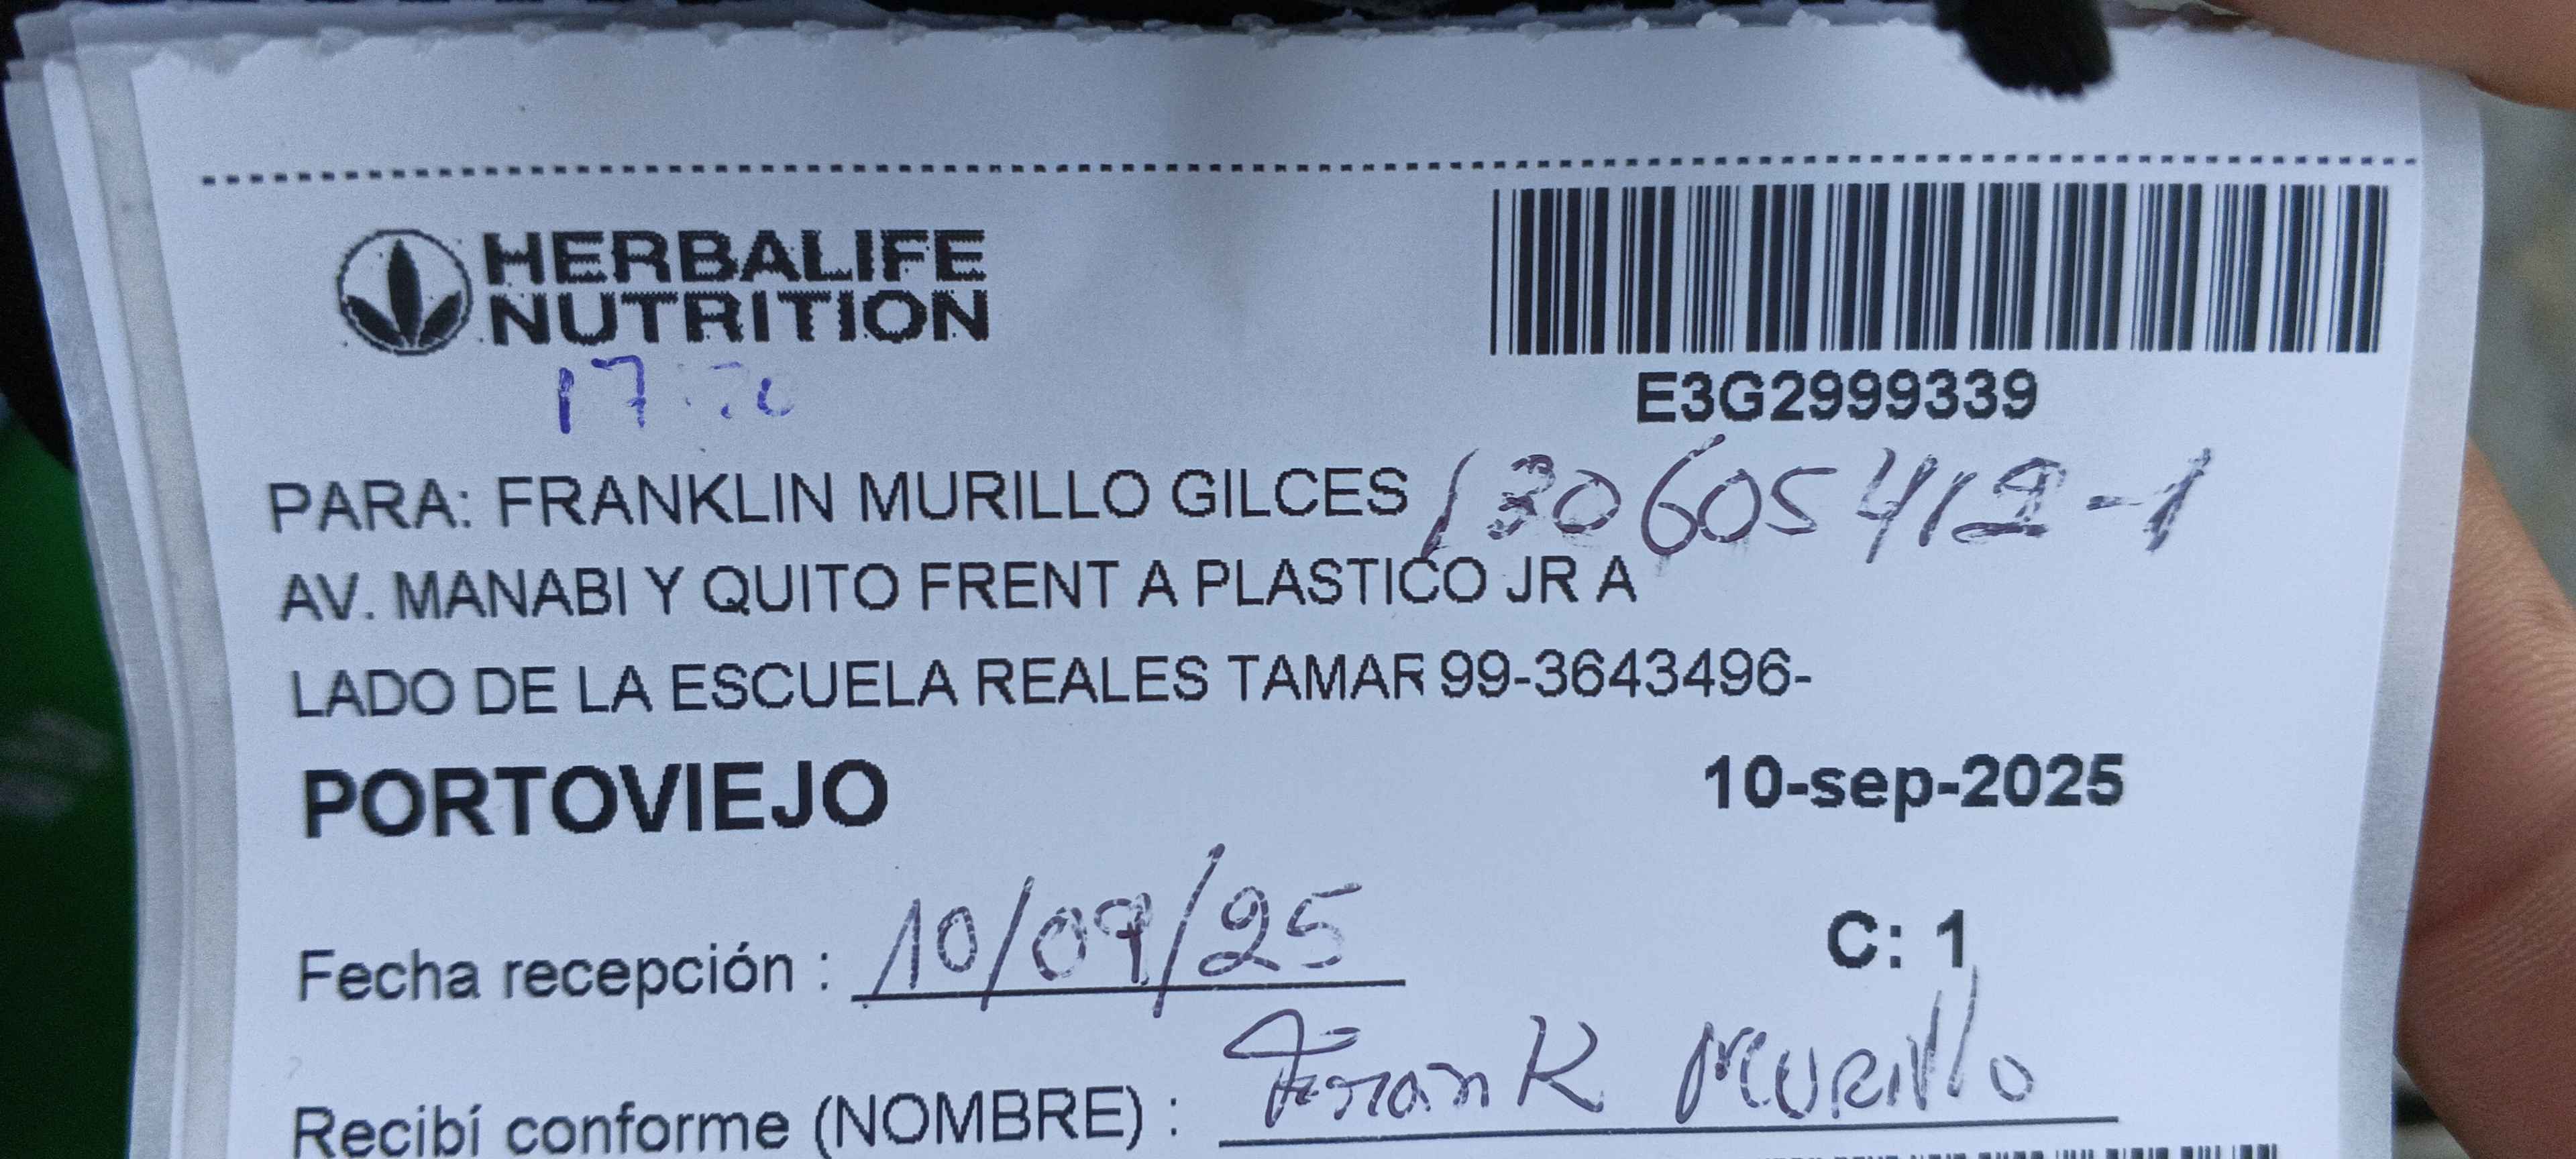 HERBALIFE
NUTRITION
E3G2999339
PARA: FRANKLIN MURILLO GILCES 130605412-1
AV. MANABI Y QUITO FRENT A PLASTICO JR A
LADO DE LA ESCUELA REALES TAMAR 99-3643496-
PORTOVIEJO 10-sep-2025
Fecha recepción : 10/09/25 C: 1
Recibí conforme (NOMBRE) : Frank Murillo